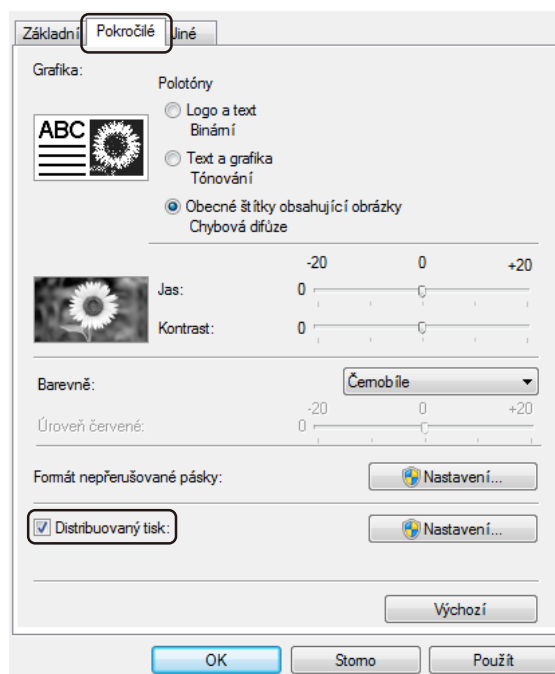 Základní Pokročilé Jiné
Grafika:
Polotóny
ABC
Logo a text
Binární
Text a grafika
Tónování
Obecné štítky obsahující obrázky
Chybová difúze
-20 0 +20
Jas: 0
Kontrast: 0
Barevně: Černobíle
-20 0 +20
Úroveň červené: 0
Formát nepřerušované pásky: Nastavení...
Distribuovaný tisk: Nastavení...
Výchozí
OK Storno Použít